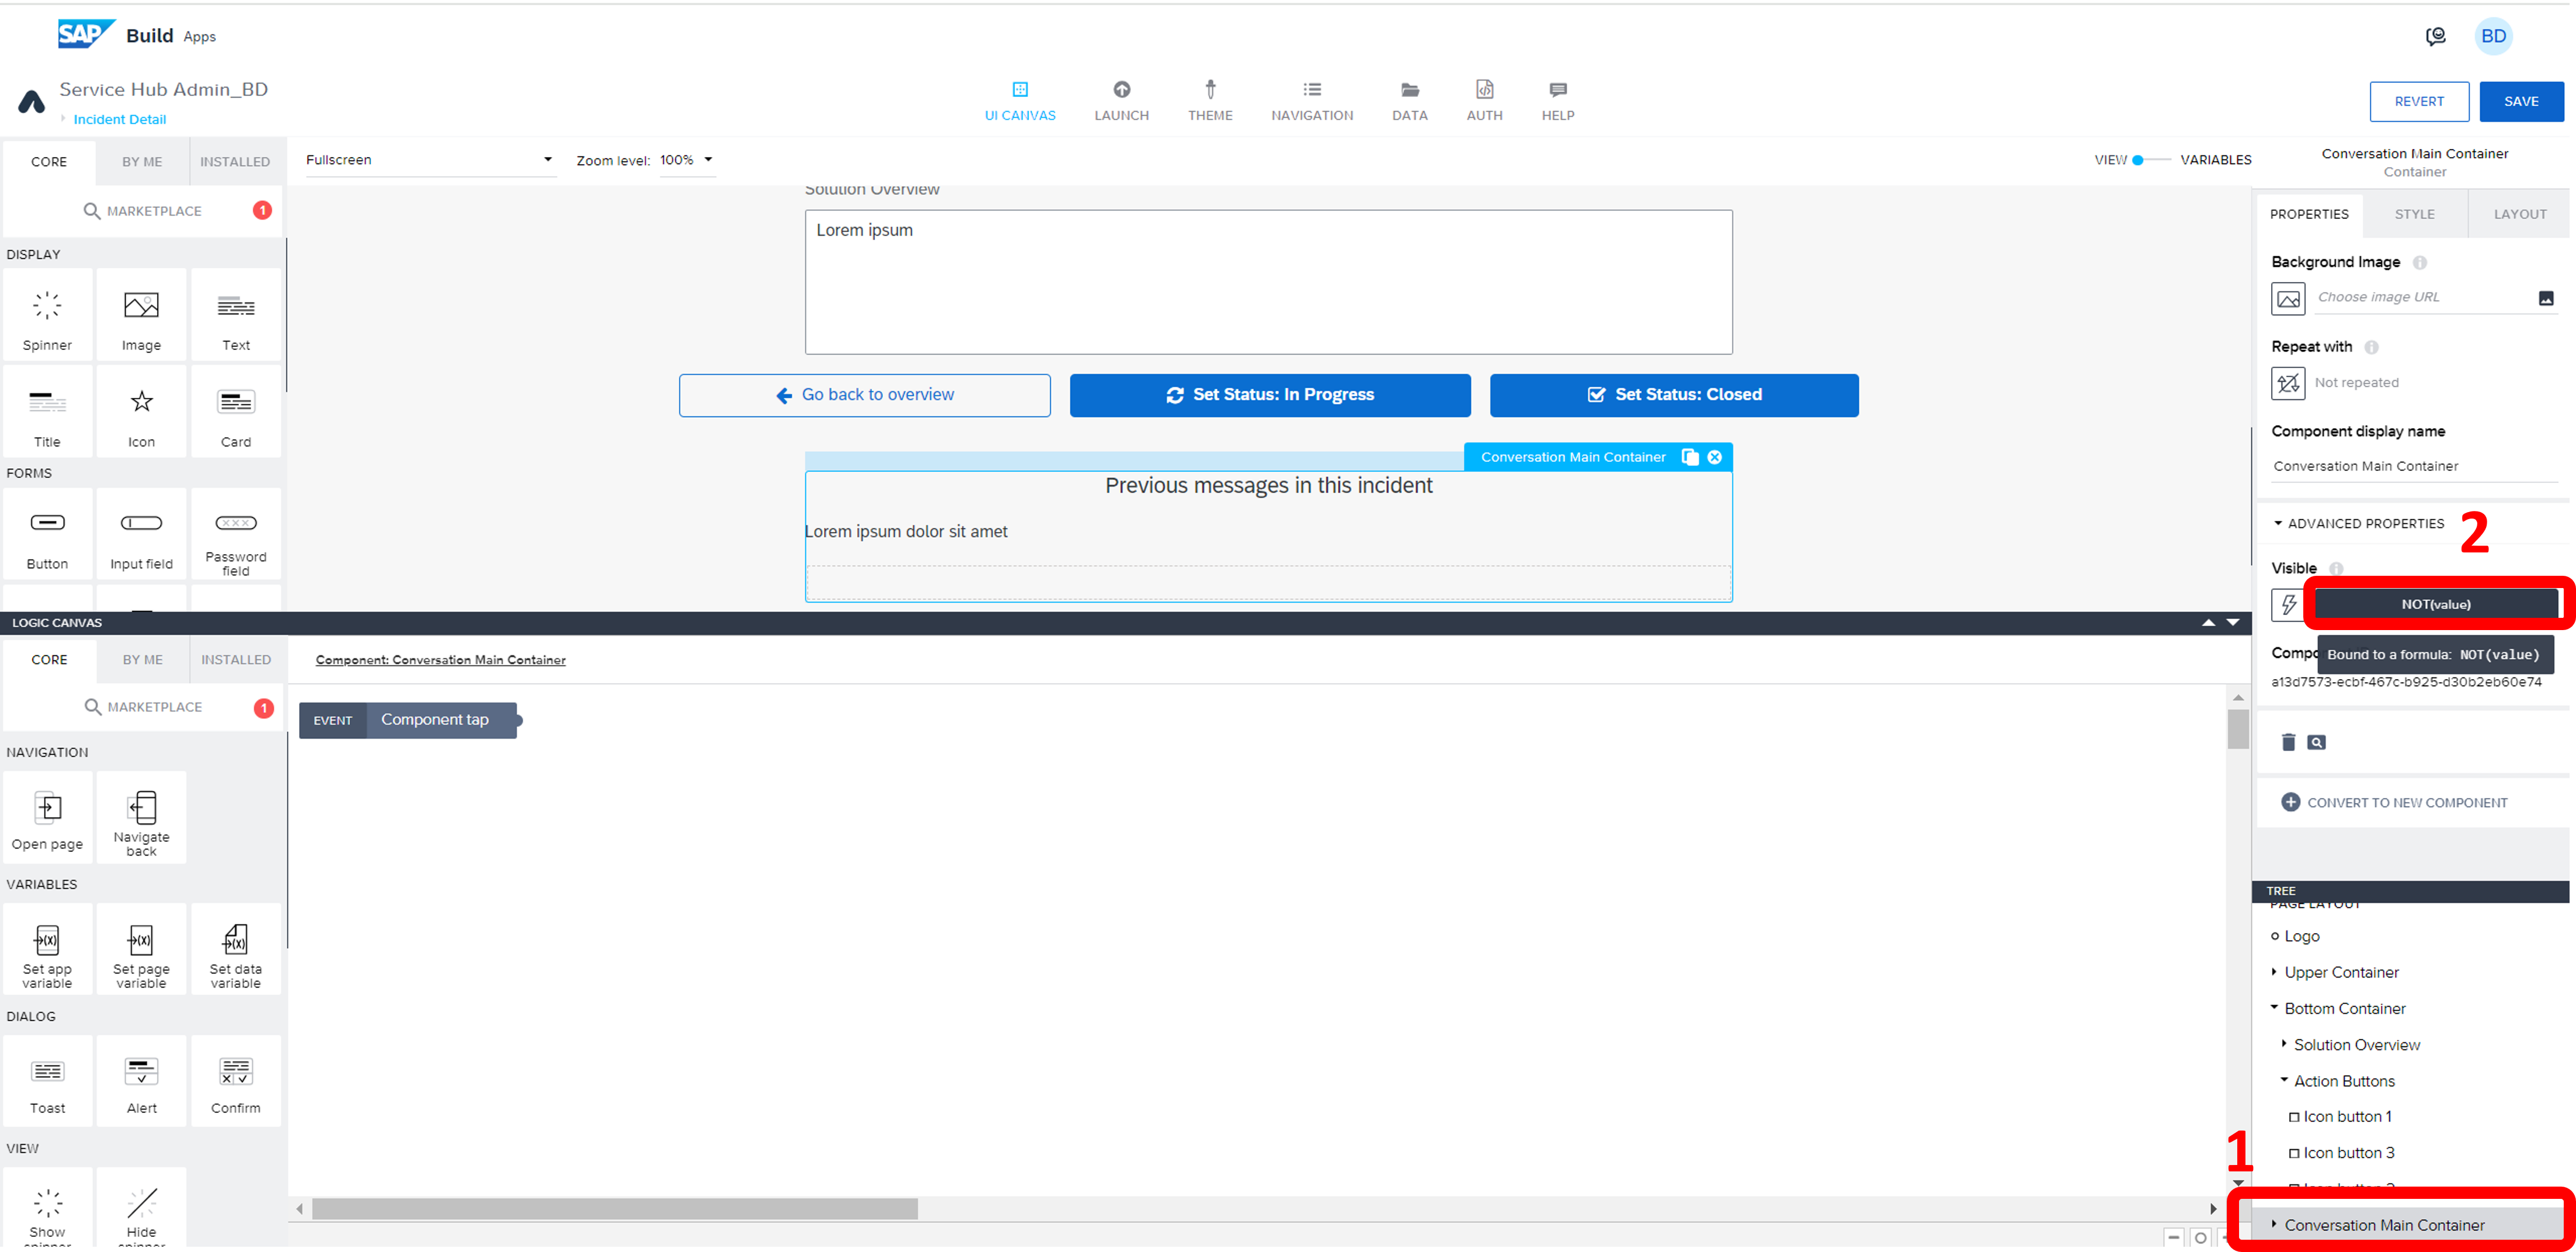 SAP Build Apps
BD
Service Hub Admin_BD
Incident Detail
UI CANVAS
LAUNCH
THEME
NAVIGATION
DATA
AUTH
HELP
REVERT
SAVE
CORE
BY ME
INSTALLED
Fullscreen
Zoom level: 100%
VIEW
VARIABLES
Conversation Main Container
Container
MARKETPLACE
1
PROPERTIES
STYLE
LAYOUT
DISPLAY
Spinner
Image
Text
Title
Icon
Card
FORMS
Button
Input field
Password
field
Solution Overview
Lorem ipsum
Go back to overview
Set Status: In Progress
Set Status: Closed
Conversation Main Container
Previous messages in this incident
Lorem ipsum dolor sit amet
Background Image
Choose image URL
Repeat with
Not repeated
Component display name
Conversation Main Container
ADVANCED PROPERTIES
2
Visible
NOT(value)
Compo
Bound to a formula: NOT(value)
a13d7573-ecbf-467c-b925-d30b2eb60e74
CONVERT TO NEW COMPONENT
LOGIC CANVAS
CORE
BY ME
INSTALLED
Component: Conversation Main Container
MARKETPLACE
1
EVENT
Component tap
NAVIGATION
Open page
Navigate
back
VARIABLES
Set app
variable
Set page
variable
Set data
variable
DIALOG
Toast
Alert
Confirm
VIEW
Show
spinner
Hide
spinner
TREE
PAGE LAYOUT
Logo
Upper Container
Bottom Container
Solution Overview
Action Buttons
Icon button 1
Icon button 3
1
Conversation Main Container